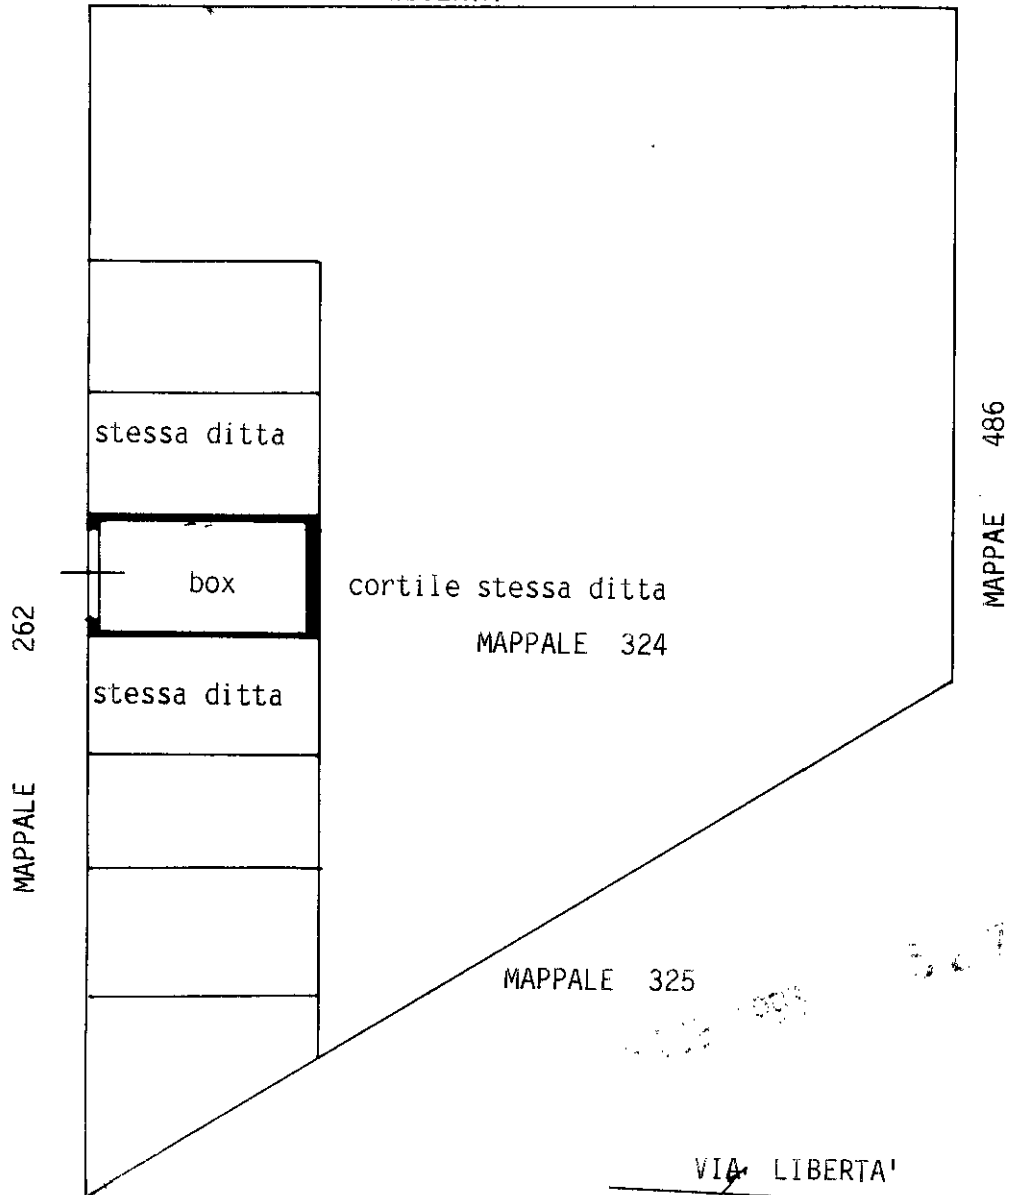 stessa ditta
MAPPAE 486
box
cortile stessa ditta
MAPPALE 262
MAPPALE 324
stessa ditta
MAPPALE 325
VIA LIBERTA'